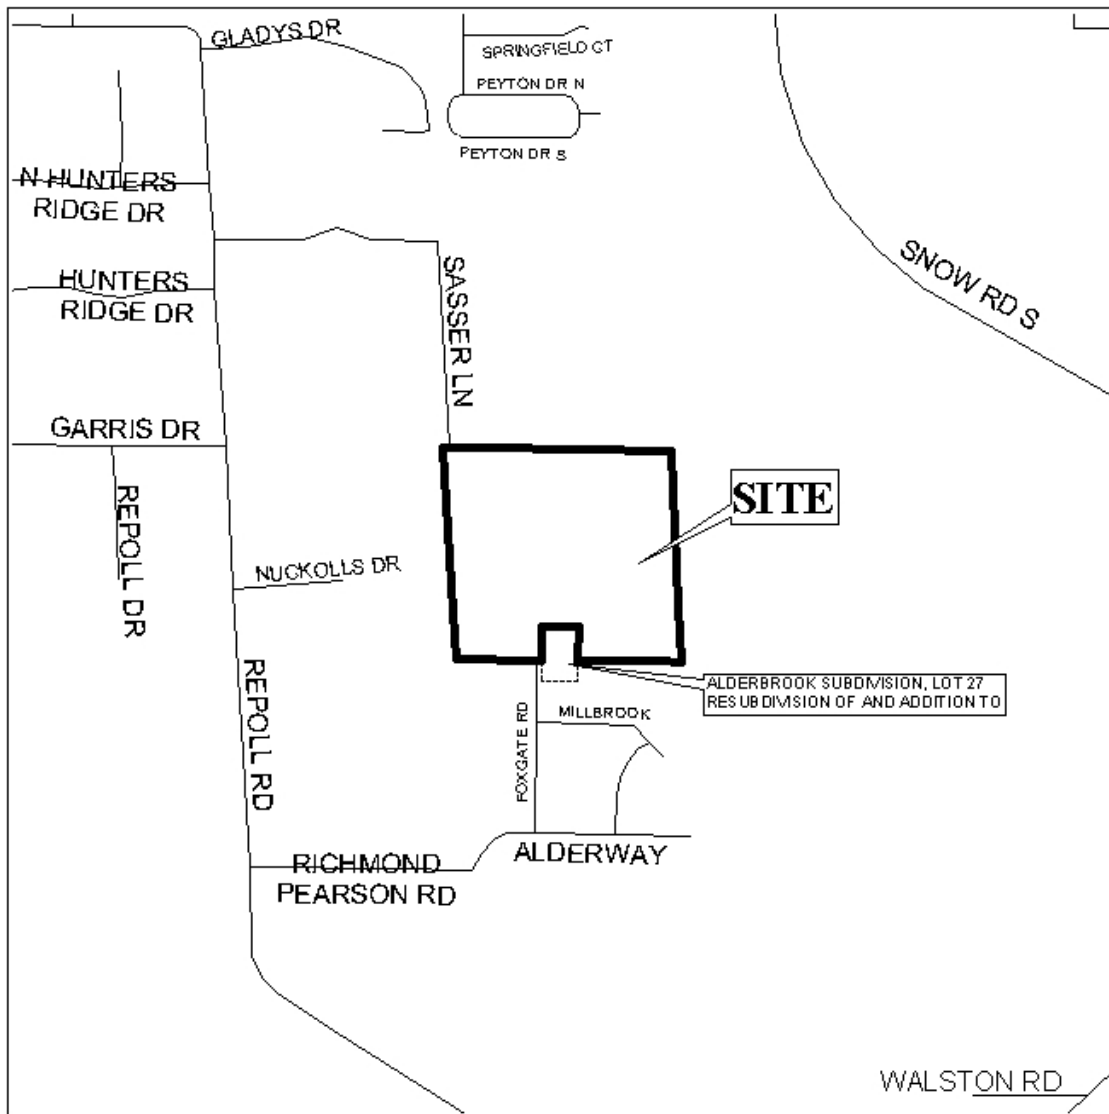 GLADYS DR
SPRINGFIELD CT
PEYTON DR N
PEYTON DR S
N HUNTERS
RIDGE DR
SNOW RD S
HUNTERS
RIDGE DR
SASSER LN
GARRIS DR
SITE
REPOLL DR
NUCKOLLS DR
REPOLL RD
ALDERBROOK SUBDIVISION, LOT 27
RESUBDIVISION OF AND ADDITION TO
MILLBROOK
FOXGATE RD
ALDERWAY
RICHMOND
PEARSON RD
WALSTON RD